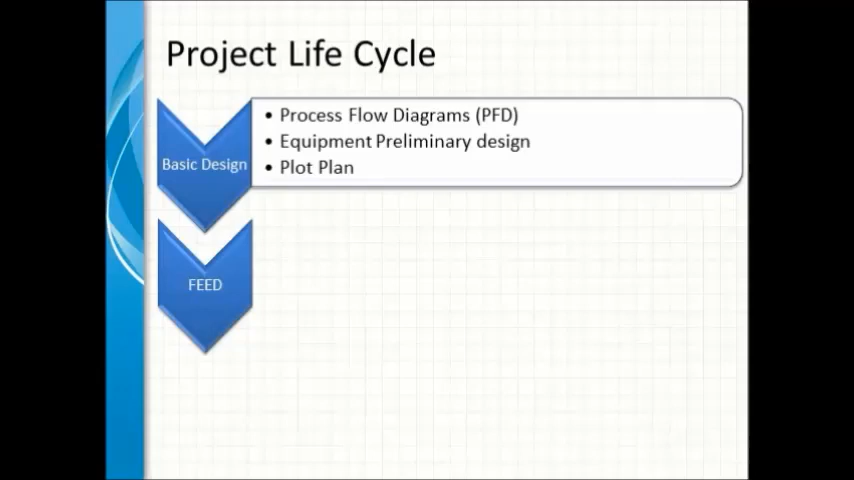 Project Life Cycle
• Process Flow Diagrams (PFD)
• Equipment Preliminary design
• Plot Plan
Basic Design
FEED